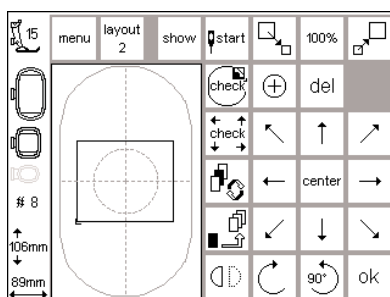 15
menu
layout
2
show
start
100%
check
del
check
# 8
center
106mm
89mm
90°
ok